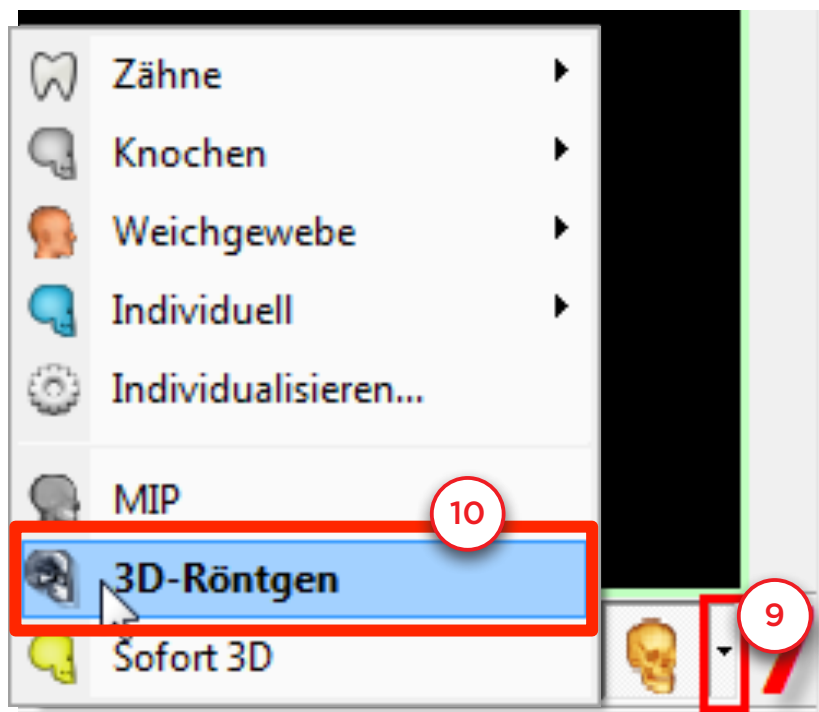 Zähne
Knochen
Weichgewebe
Individuell
Individualisieren...
MIP
10
3D-Röntgen
9
Sofort 3D